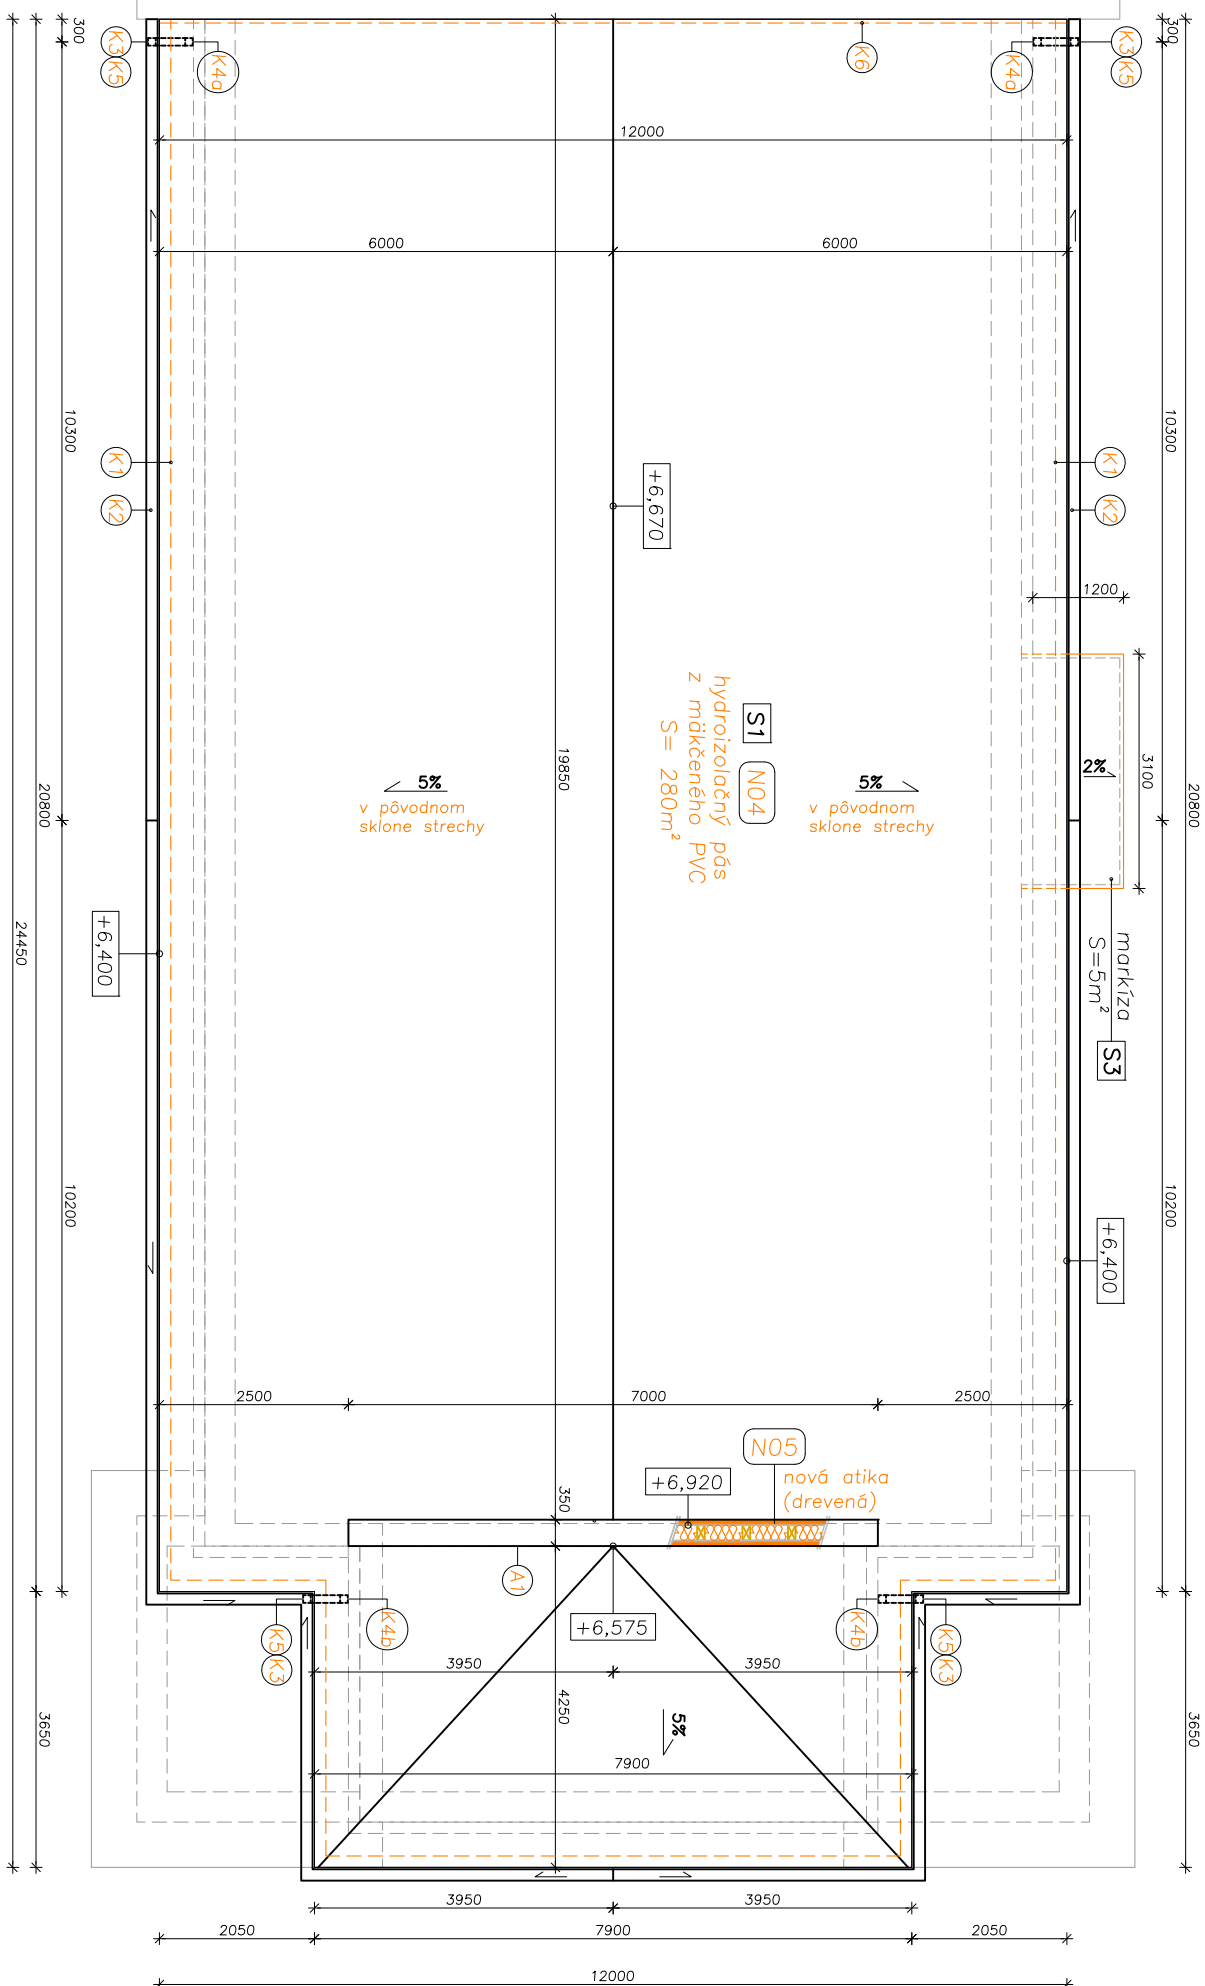 300
300
K3
K5
K4a
K6
K4a
K3
K5
12000
6000
6000
10300
10300
K1
K2
K1
K2
+6,670
1200
3100
2%
20800
20800
S1
N04
hydroizolačný pás
z mäkčeného PVC
S= 280m²
19850
5%
v pôvodnom
sklone strechy
5%
v pôvodnom
sklone strechy
markíza
S=5m²
S3
+6,400
24450
10200
10200
+6,400
2500
7000
2500
N05
nová atika
(drevená)
+6,920
350
A1
+6,575
K4b
K5
K3
K4b
K5
K3
3950
3950
4250
5%
3650
3650
7900
3950
3950
2050
7900
2050
12000